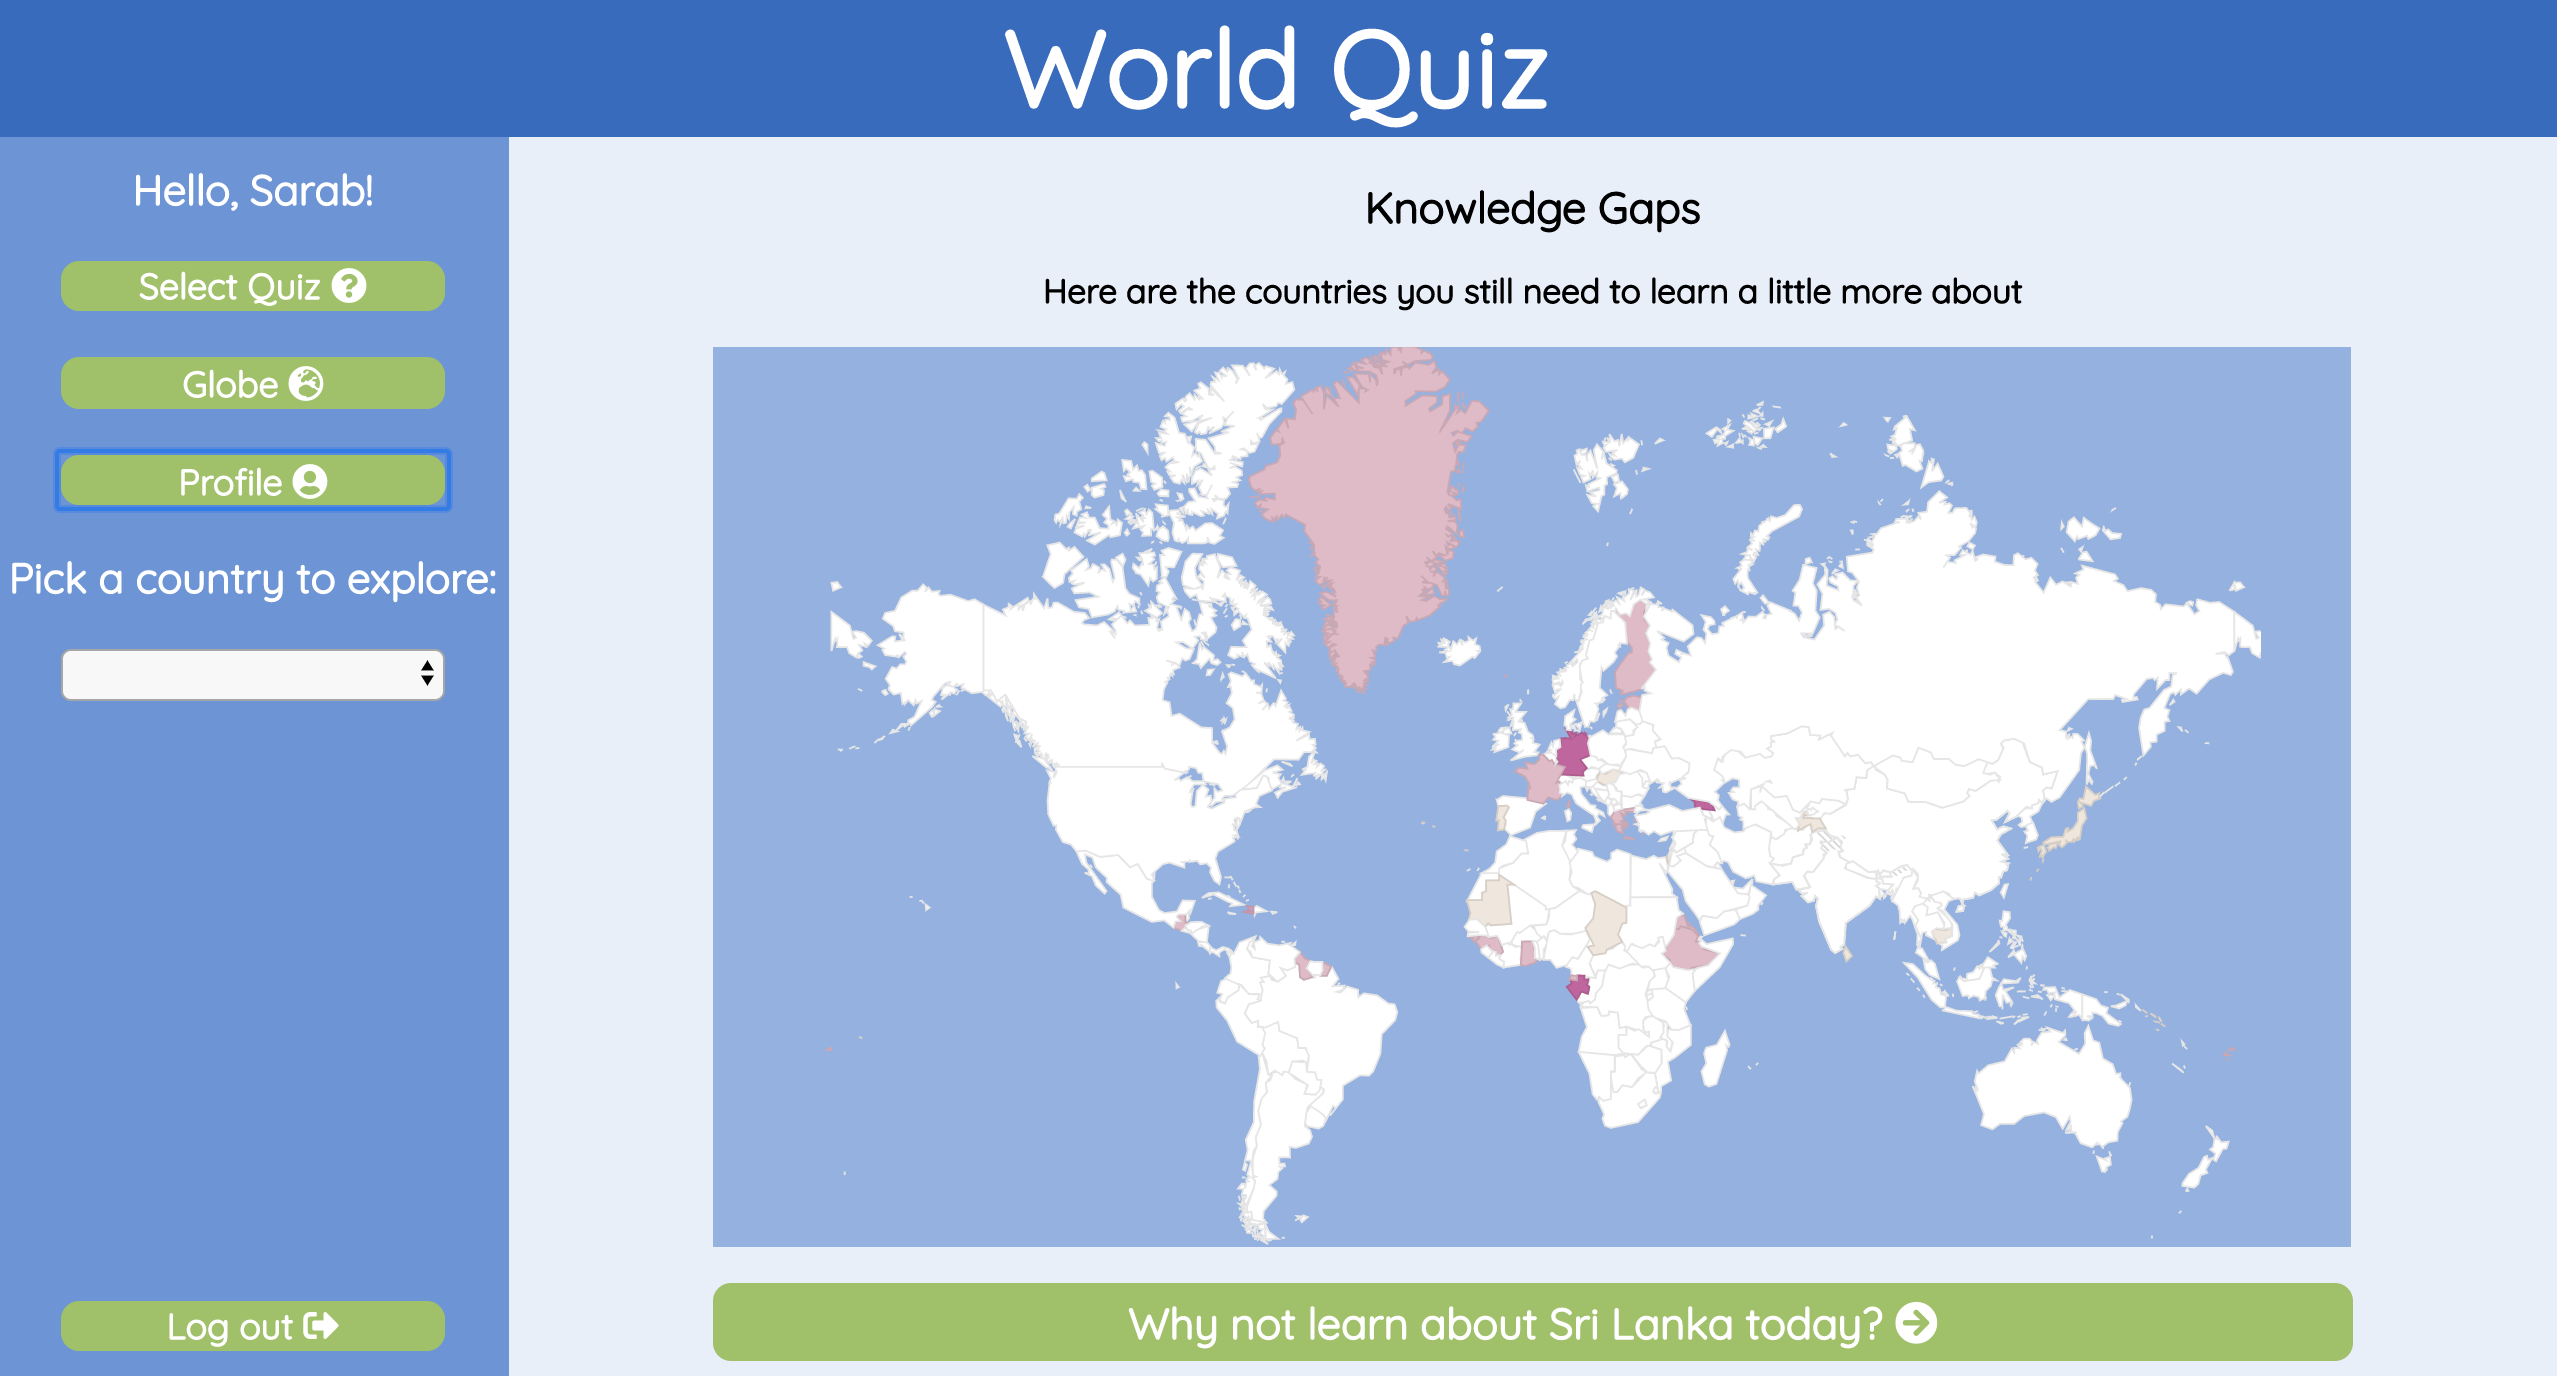 World Quiz
Hello, Sarab!
Select Quiz
Globe
Profile
Pick a country to explore:
Log out
Knowledge Gaps
Here are the countries you still need to learn a little more about
Why not learn about Sri Lanka today?